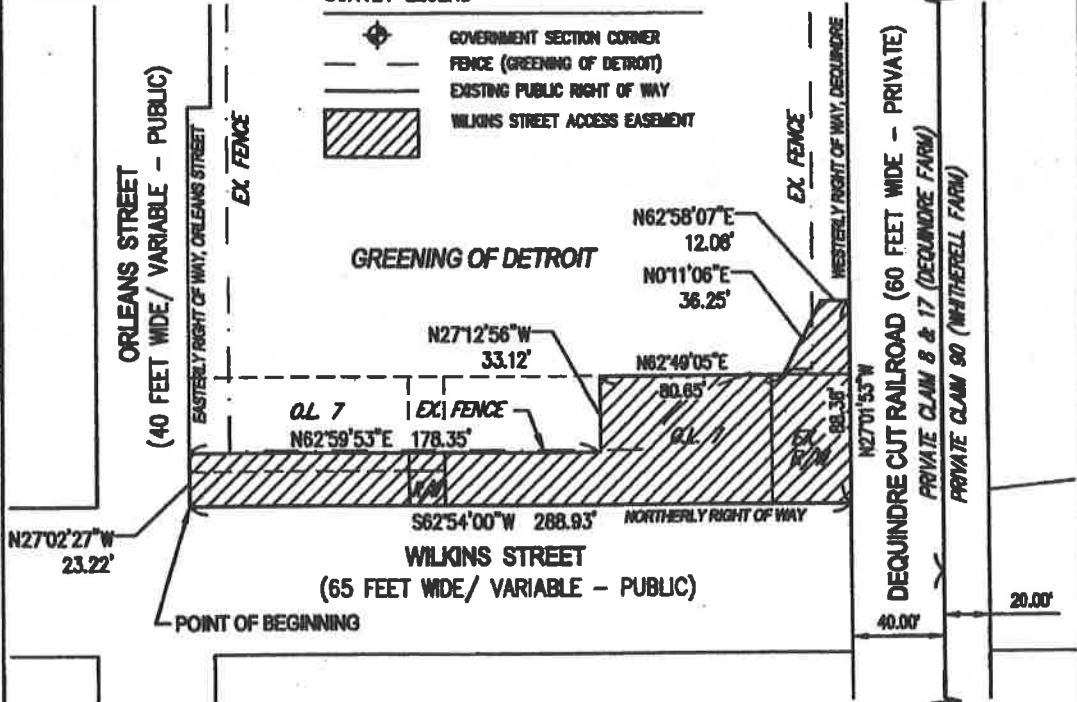 GOVERNMENT SECTION CORNER
FENCE (GREENING OF DETROIT)
EXISTING PUBLIC RIGHT OF WAY
WILKINS STREET ACCESS EASEMENT
ORLEANS STREET
(40 FEET WIDE/ VARIABLE - PUBLIC)
EASTERLY RIGHT OF WAY, ORLEANS STREET
EX. FENCE
GREENING OF DETROIT
EX. FENCE
WESTERLY RIGHT OF WAY, DEQUINDRE
DEQUINDRE CUT RAILROAD (60 FEET WIDE - PRIVATE)
PRIVATE CLAIM 8 & 17 (DEQUINDRE FARM)
PRIVATE CLAIM 90 (WHITHERELL FARM)
N62°58'07"E
12.06'
N0°11'06"E
36.25'
N27°12'56"W
33.12'
N62°49'05"E
80.65'
O.L. 7
EX. FENCE
N62°59'53"E 178.35'
O.L. 7
EX.
R/W
88.38'
N27°01'53"W
R/W
S62°54'00"W 288.93'
NORTHERLY RIGHT OF WAY
N27°02'27"W
23.22'
WILKINS STREET
(65 FEET WIDE/ VARIABLE - PUBLIC)
POINT OF BEGINNING
40.00'
20.00'